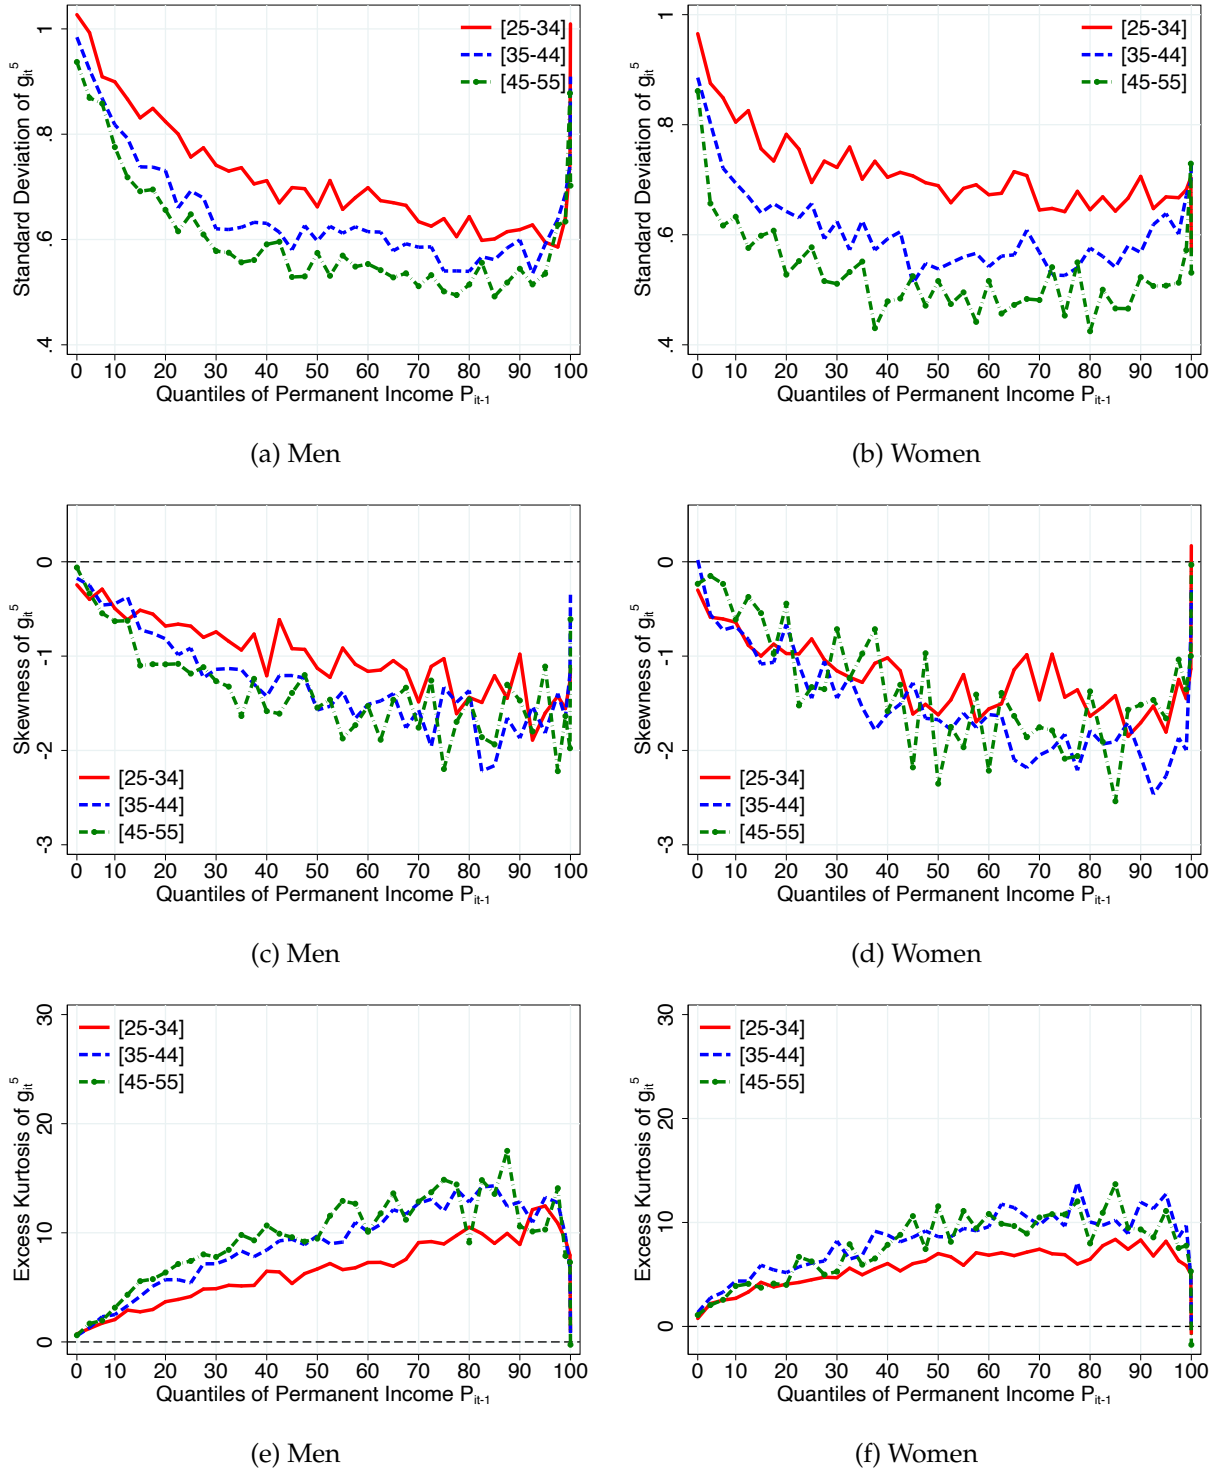 Standard Deviation of g_it^5
1
.8
.6
.4
[25-34]
[35-44]
[45-55]
0 10 20 30 40 50 60 70 80 90 100
Quantiles of Permanent Income P_it-1
(a) Men
Standard Deviation of g_it^5
1
.8
.6
.4
[25-34]
[35-44]
[45-55]
0 10 20 30 40 50 60 70 80 90 100
Quantiles of Permanent Income P_it-1
(b) Women
Skewness of g_it^5
0
-1
-2
-3
[25-34]
[35-44]
[45-55]
0 10 20 30 40 50 60 70 80 90 100
Quantiles of Permanent Income P_it-1
(c) Men
Skewness of g_it^5
0
-1
-2
-3
[25-34]
[35-44]
[45-55]
0 10 20 30 40 50 60 70 80 90 100
Quantiles of Permanent Income P_it-1
(d) Women
Excess Kurtosis of g_it^5
30
20
10
0
[25-34]
[35-44]
[45-55]
0 10 20 30 40 50 60 70 80 90 100
Quantiles of Permanent Income P_it-1
(e) Men
Excess Kurtosis of g_it^5
30
20
10
0
[25-34]
[35-44]
[45-55]
0 10 20 30 40 50 60 70 80 90 100
Quantiles of Permanent Income P_it-1
(f) Women